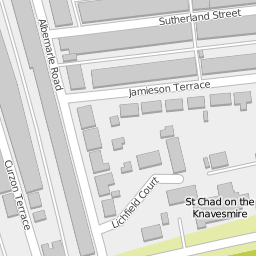 Sutherland Street
Albemarle Road
Jamieson Terrace
Curzon Terrace
Lichfield Court
St Chad on the
Knavesmire